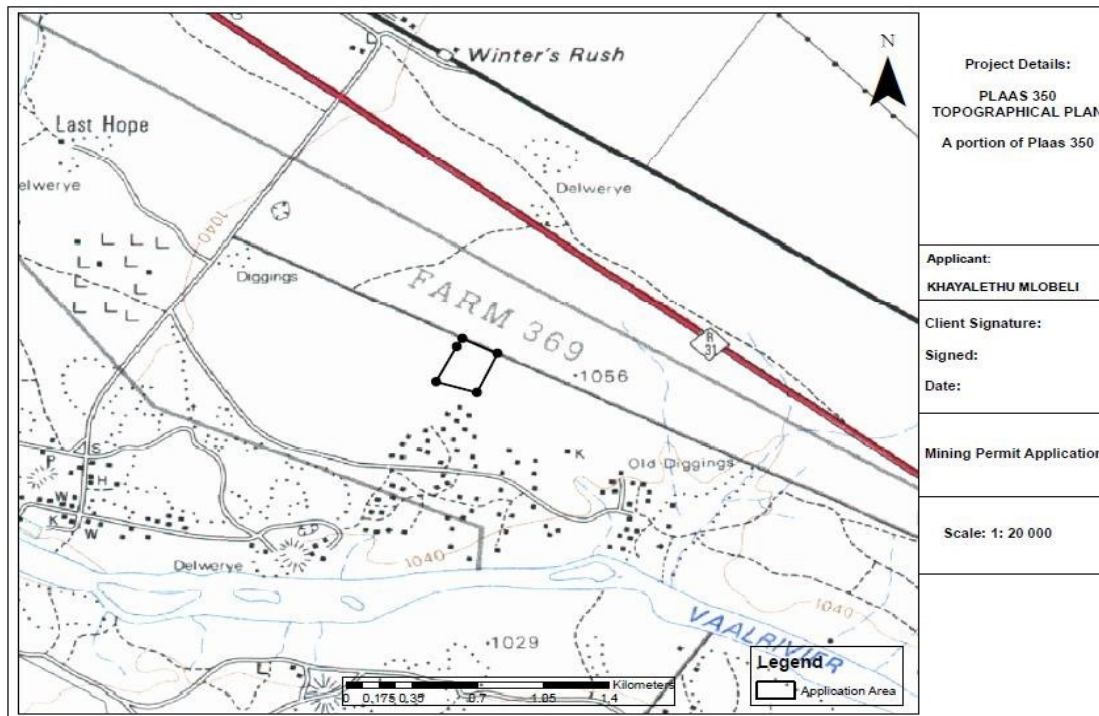 G
L
Winter's Rush
N
Last Hope
elwerye
Delwerye
1040
Diggings
FARM 369
R
31
1056
S
P
H
W
K
W
K
Old Diggings
Delwerye
1040
1040
VAALRIVIER
1029
L
Kilometers
0 0.175 0.35 0.7 1.05 1.4
Legend
Application Area
Project Details:
PLAAS 350
TOPOGRAPHICAL PLAN
A portion of Plaas 350
Applicant:
KHAYALETHU MLOBELI
Client Signature:
Signed:
Date:
Mining Permit Application
Scale: 1: 20 000